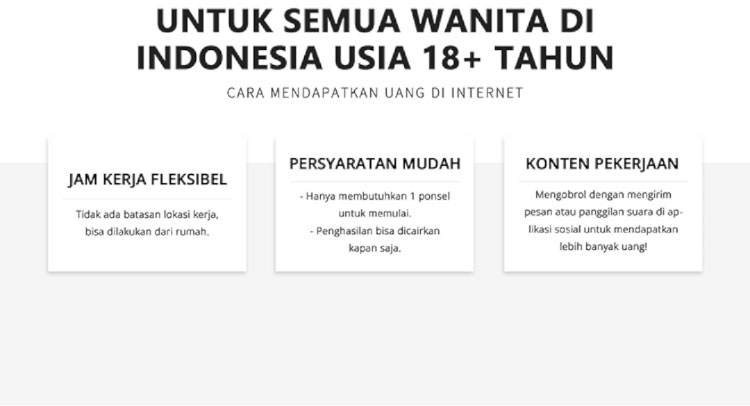 UNTUK SEMUA WANITA DI
INDONESIA USIA 18+ TAHUN
CARA MENDAPATKAN UANG DI INTERNET
JAM KERJA FLEKSIBEL
Tidak ada batasan lokasi kerja,
bisa dilakukan dari rumah.
PERSYARATAN MUDAH
- Hanya membutuhkan 1 ponsel
untuk memulai.
- Penghasilan bisa dicairkan
kapan saja.
KONTEN PEKERJAAN
Mengobrol dengan mengirim
pesan atau panggilan suara di ap-
likasi sosial untuk mendapatkan
lebih banyak uang!